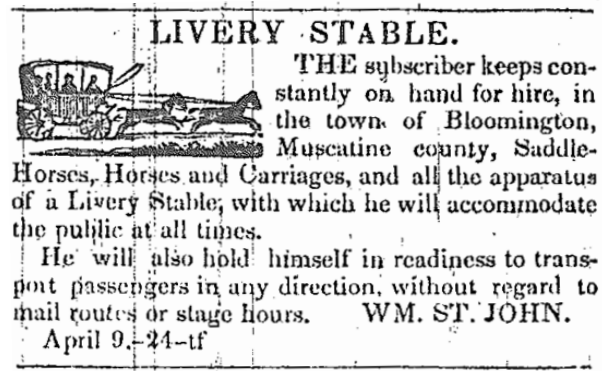 LIVERY STABLE.
THE subscriber keeps con-
stantly on hand for hire, in
the town of Bloomington,
Muscatine county, Saddle-
Horses, Horses and Carriages, and all the apparatus
of a Livery Stable, with which he will accommodate
the public at all times.
He will also hold himself in readiness to trans-
port passengers in any direction, without regard to
mail routes or stage hours. WM. ST. JOHN.
April 9.-24-tf